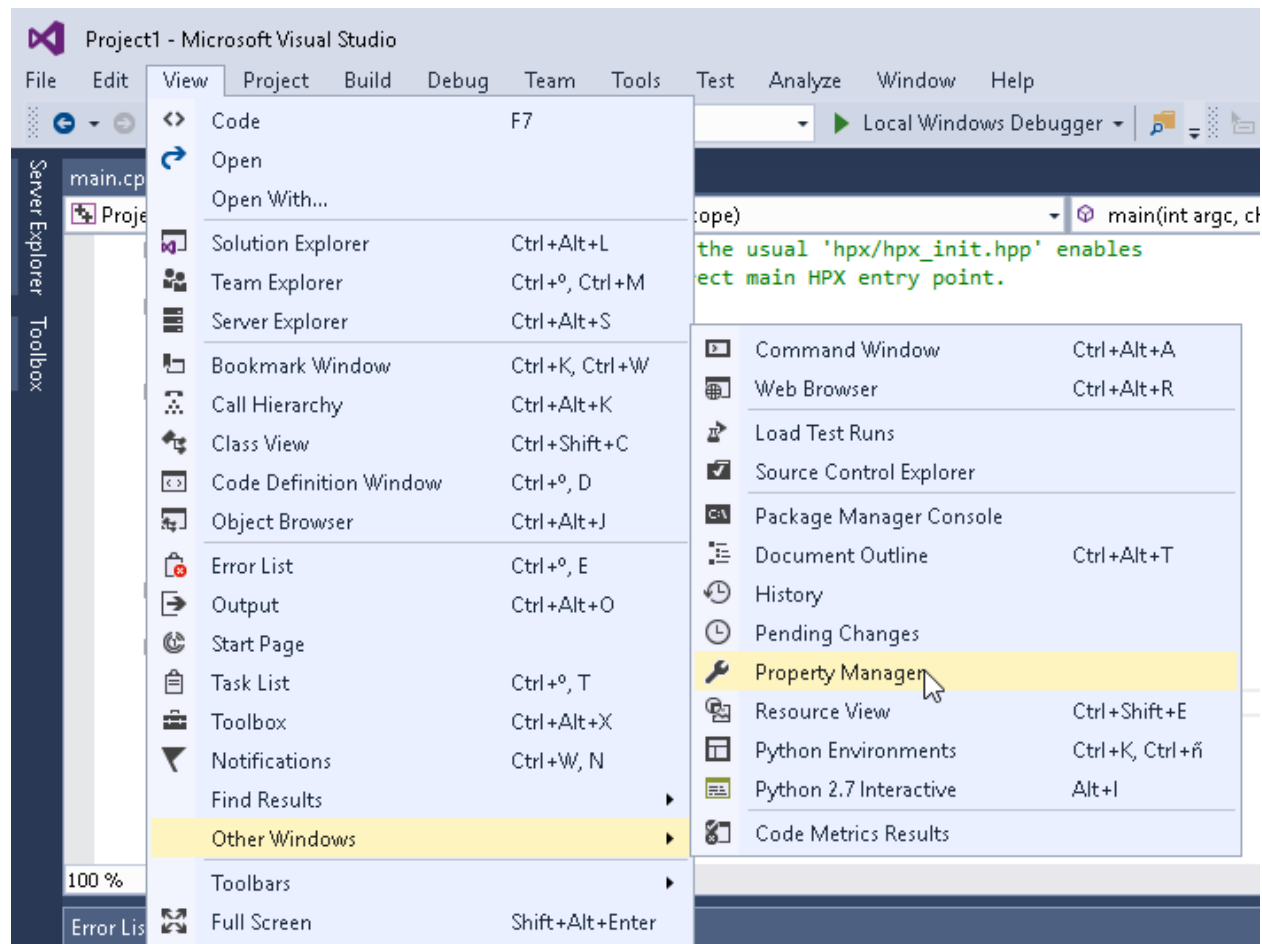 Project1 - Microsoft Visual Studio
File Edit View Project Build Debug Team Tools Test Analyze Window Help
Local Windows Debugger
Server Explorer
Toolbox
main.cp
Proje
cope)
main(int argc, ch
the usual 'hpx/hpx_init.hpp' enables
ect main HPX entry point.
Code F7
Open
Open With...
Solution Explorer Ctrl+Alt+L
Team Explorer Ctrl+º, Ctrl+M
Server Explorer Ctrl+Alt+S
Bookmark Window Ctrl+K, Ctrl+W
Call Hierarchy Ctrl+Alt+K
Class View Ctrl+Shift+C
Code Definition Window Ctrl+º, D
Object Browser Ctrl+Alt+J
Error List Ctrl+º, E
Output Ctrl+Alt+O
Start Page
Task List Ctrl+º, T
Toolbox Ctrl+Alt+X
Notifications Ctrl+W, N
Find Results
Other Windows
Toolbars
Full Screen Shift+Alt+Enter
Command Window Ctrl+Alt+A
Web Browser Ctrl+Alt+R
Load Test Runs
Source Control Explorer
Package Manager Console
Document Outline Ctrl+Alt+T
History
Pending Changes
Property Manager
Resource View Ctrl+Shift+E
Python Environments Ctrl+K, Ctrl+ñ
Python 2.7 Interactive Alt+I
Code Metrics Results
100 %
Error Lis